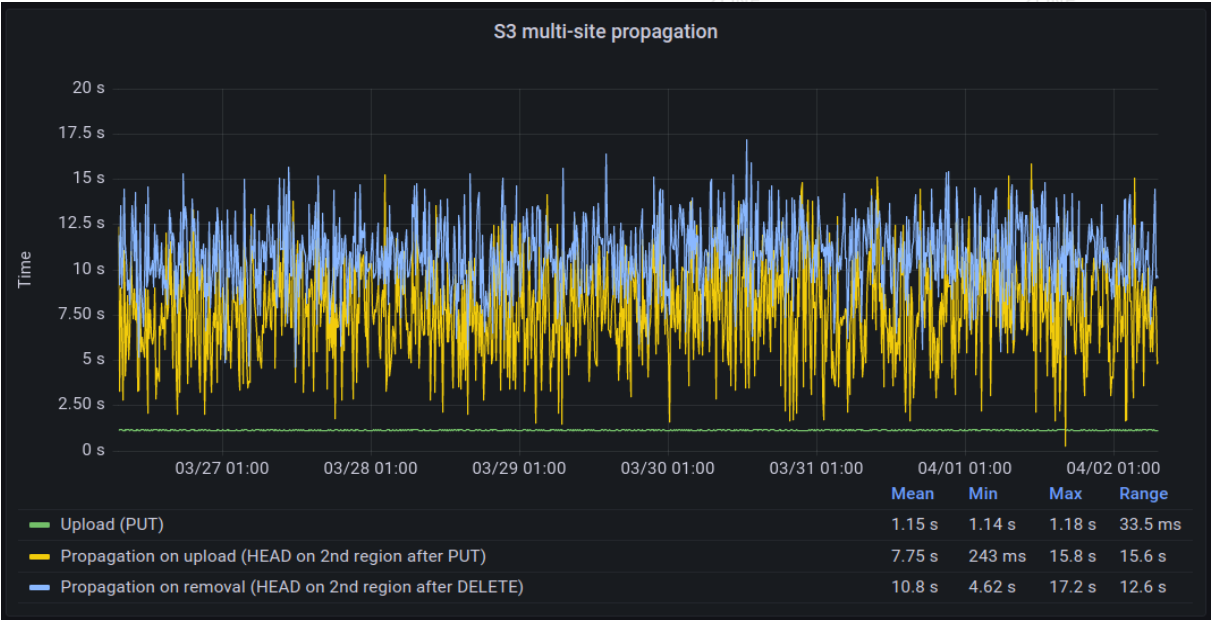 S3 multi-site propagation
20 s
17.5 s
15 s
12.5 s
10 s
7.50 s
5 s
2.50 s
0 s
Time
03/27 01:00 03/28 01:00 03/29 01:00 03/30 01:00 03/31 01:00 04/01 01:00 04/02 01:00
Mean Min Max Range
Upload (PUT) 1.15 s 1.14 s 1.18 s 33.5 ms
Propagation on upload (HEAD on 2nd region after PUT) 7.75 s 243 ms 15.8 s 15.6 s
Propagation on removal (HEAD on 2nd region after DELETE) 10.8 s 4.62 s 17.2 s 12.6 s